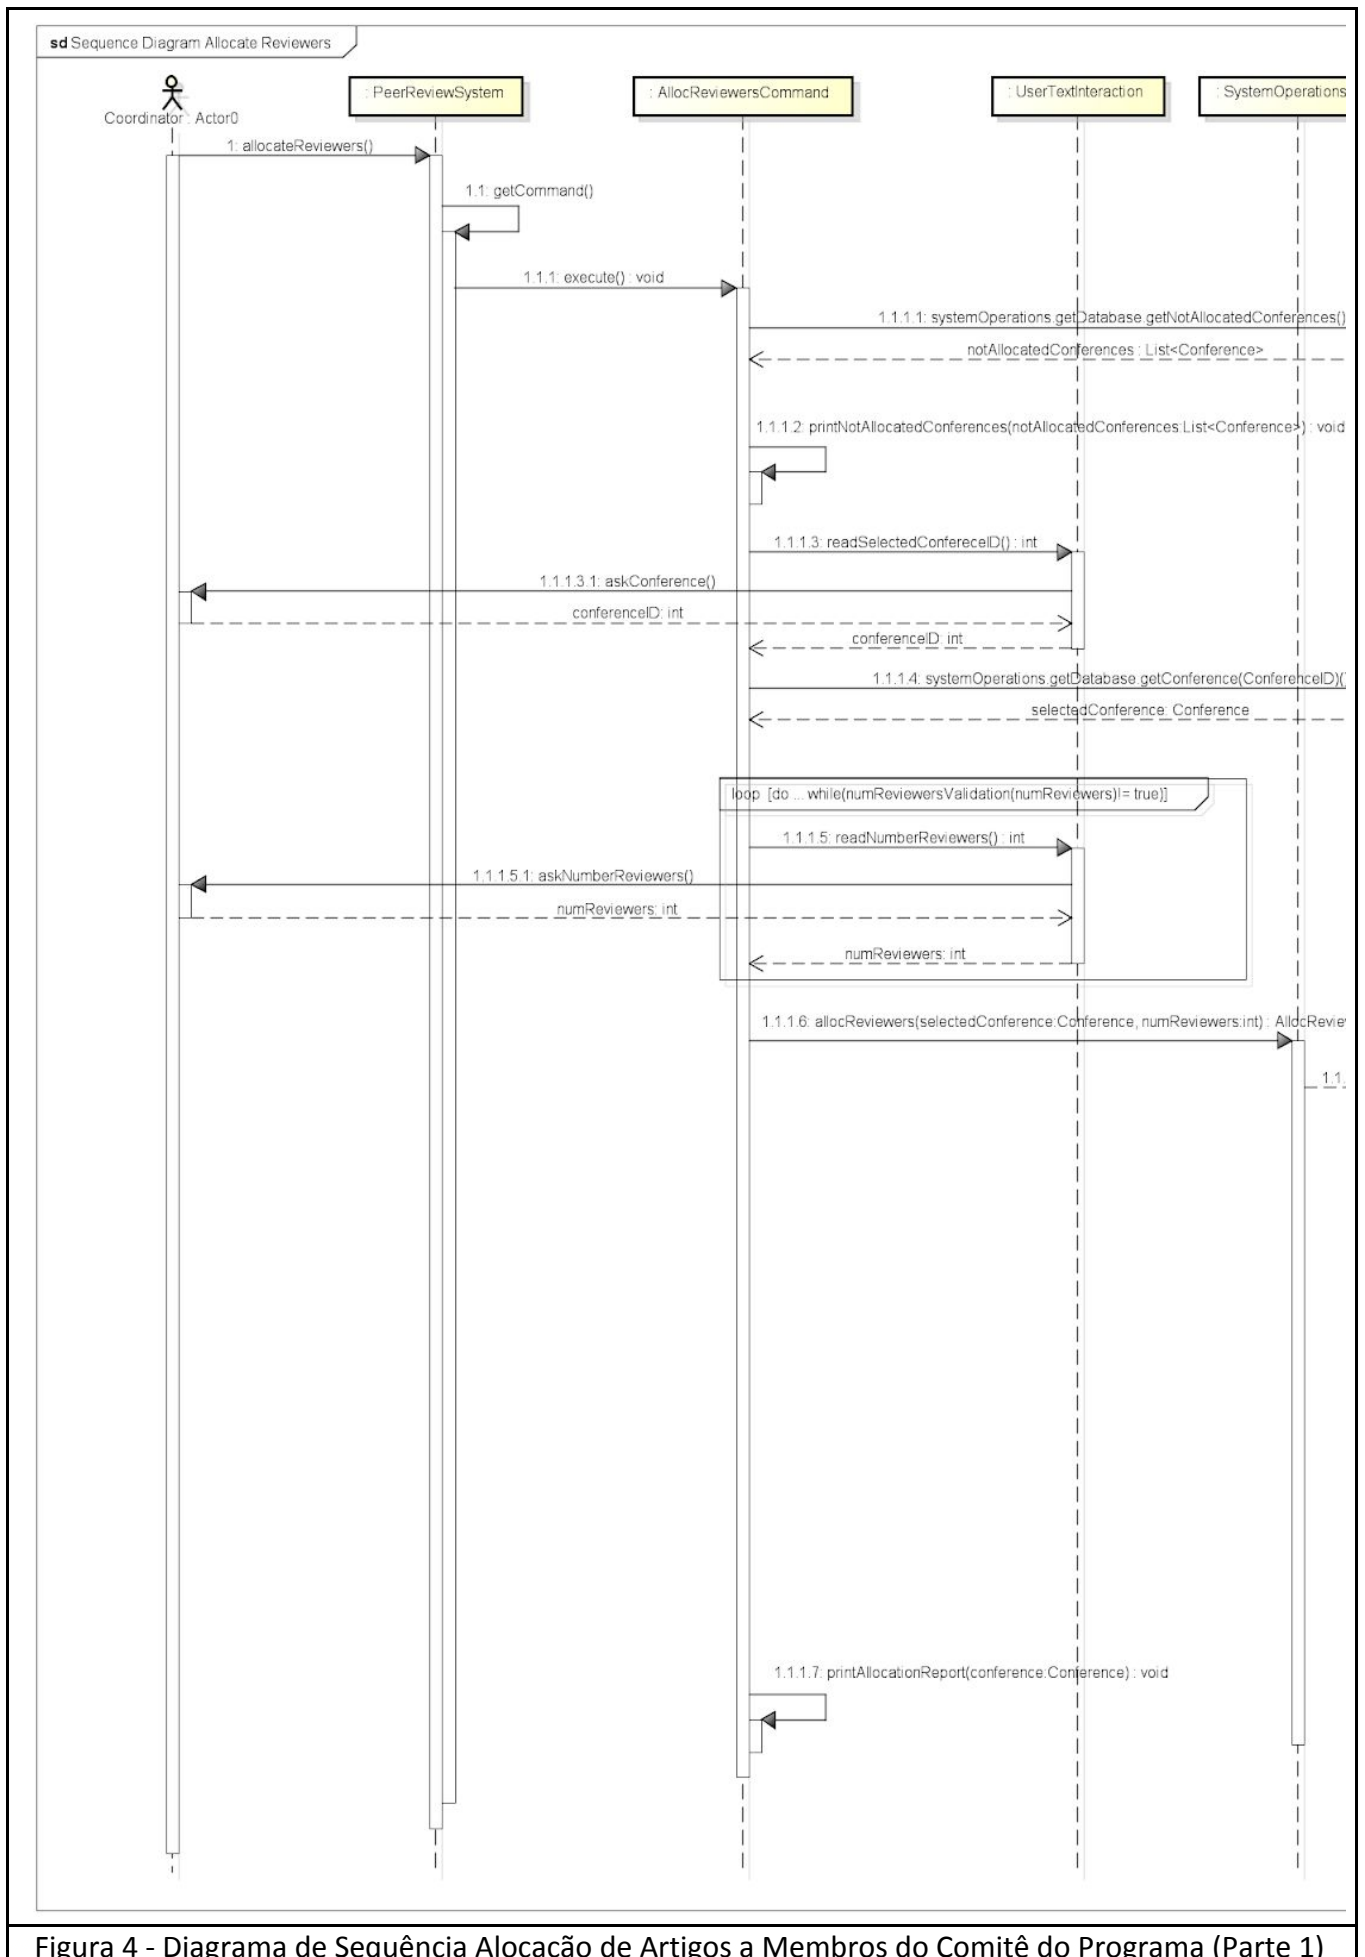 sd Sequence Diagram Allocate Reviewers
Coordinator : Actor0
: PeerReviewSystem
: AllocReviewersCommand
: UserTextInteraction
: SystemOperations
1: allocateReviewers()
1.1: getCommand()
1.1.1: execute() : void
1.1.1.1: systemOperations.getDatabase.getNotAllocatedConferences()
notAllocatedConferences : List<Conference>
1.1.1.2: printNotAllocatedConferences(notAllocatedConferences:List<Conference>) : void
1.1.1.3: readSelectedConfereceID() : int
1.1.1.3.1: askConference()
conferenceID: int
conferenceID: int
1.1.1.4: systemOperations.getDatabase.getConference(ConferenceID)()
selectedConference: Conference
loop [do ... while(numReviewersValidation(numReviewers)!= true)]
1.1.1.5: readNumberReviewers() : int
1.1.1.5.1: askNumberReviewers()
numReviewers: int
numReviewers: int
1.1.1.6: allocReviewers(selectedConference:Conference, numReviewers:int) : AllocReview
1.1.
1.1.1.7: printAllocationReport(conference:Conference) : void
Figura 4 - Diagrama de Sequência Alocação de Artigos a Membros do Comitê do Programa (Parte 1)